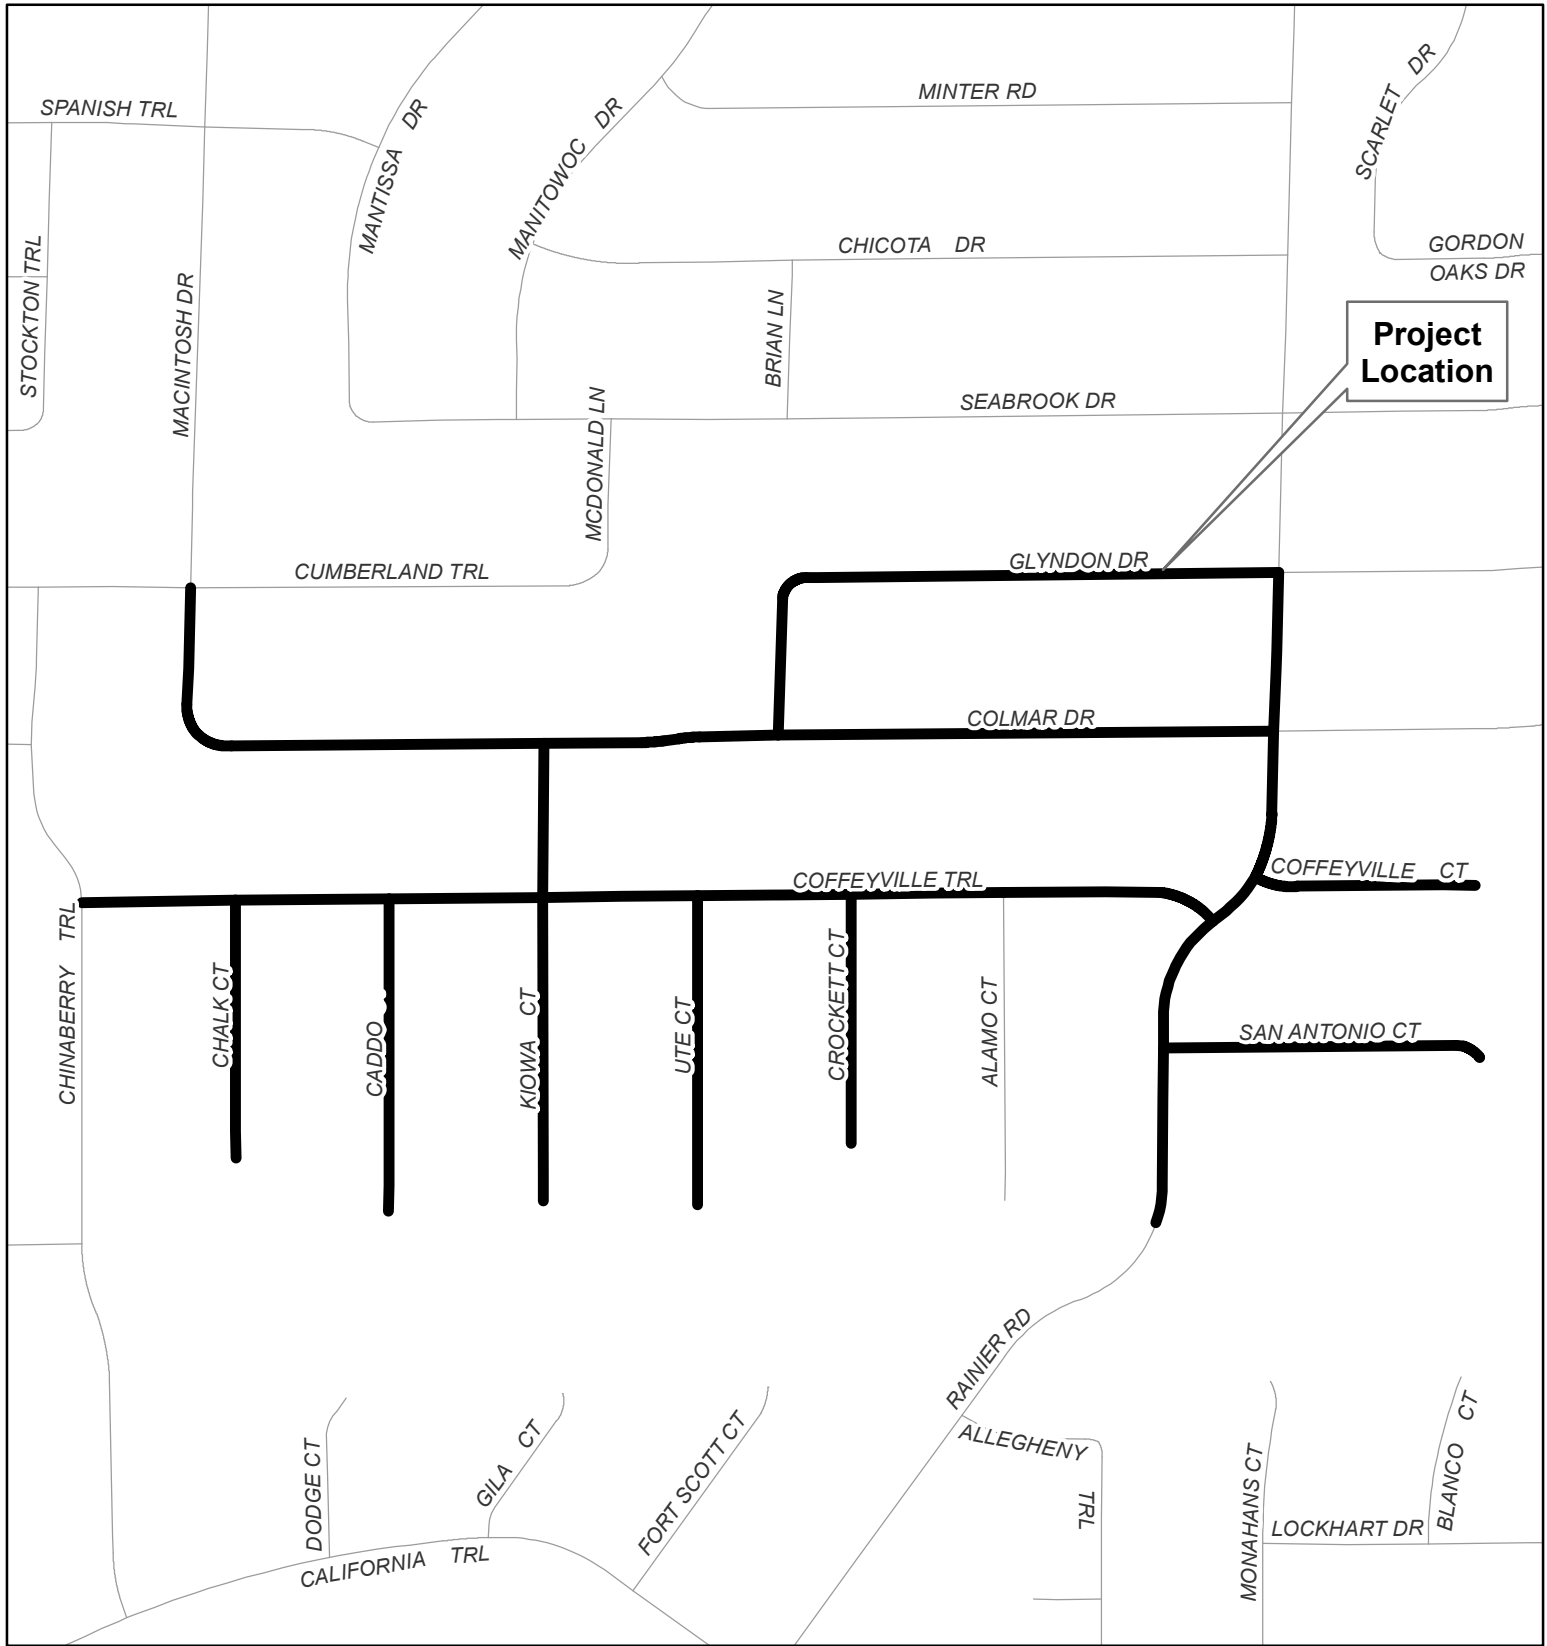 MINTER RD
SCARLET DR
SPANISH TRL
MANTISSA DR
MANITOWOC DR
STOCKTON TRL
MACINTOSH DR
CHICOTA DR
GORDON
OAKS DR
BRIAN LN
Project
Location
MCDONALD LN
SEABROOK DR
CUMBERLAND TRL
GLYNDON DR
COLMAR DR
COFFEYVILLE TRL
COFFEYVILLE CT
CHINABERRY TRL
CHALK CT
CADDO
KIOWA CT
UTE CT
CROCKETT CT
ALAMO CT
SAN ANTONIO CT
RAINIER RD
ALLEGHENY TRL
DODGE CT
GILA CT
FORT SCOTT CT
CALIFORNIA TRL
MONAHANS CT
LOCKHART DR
BLANCO CT